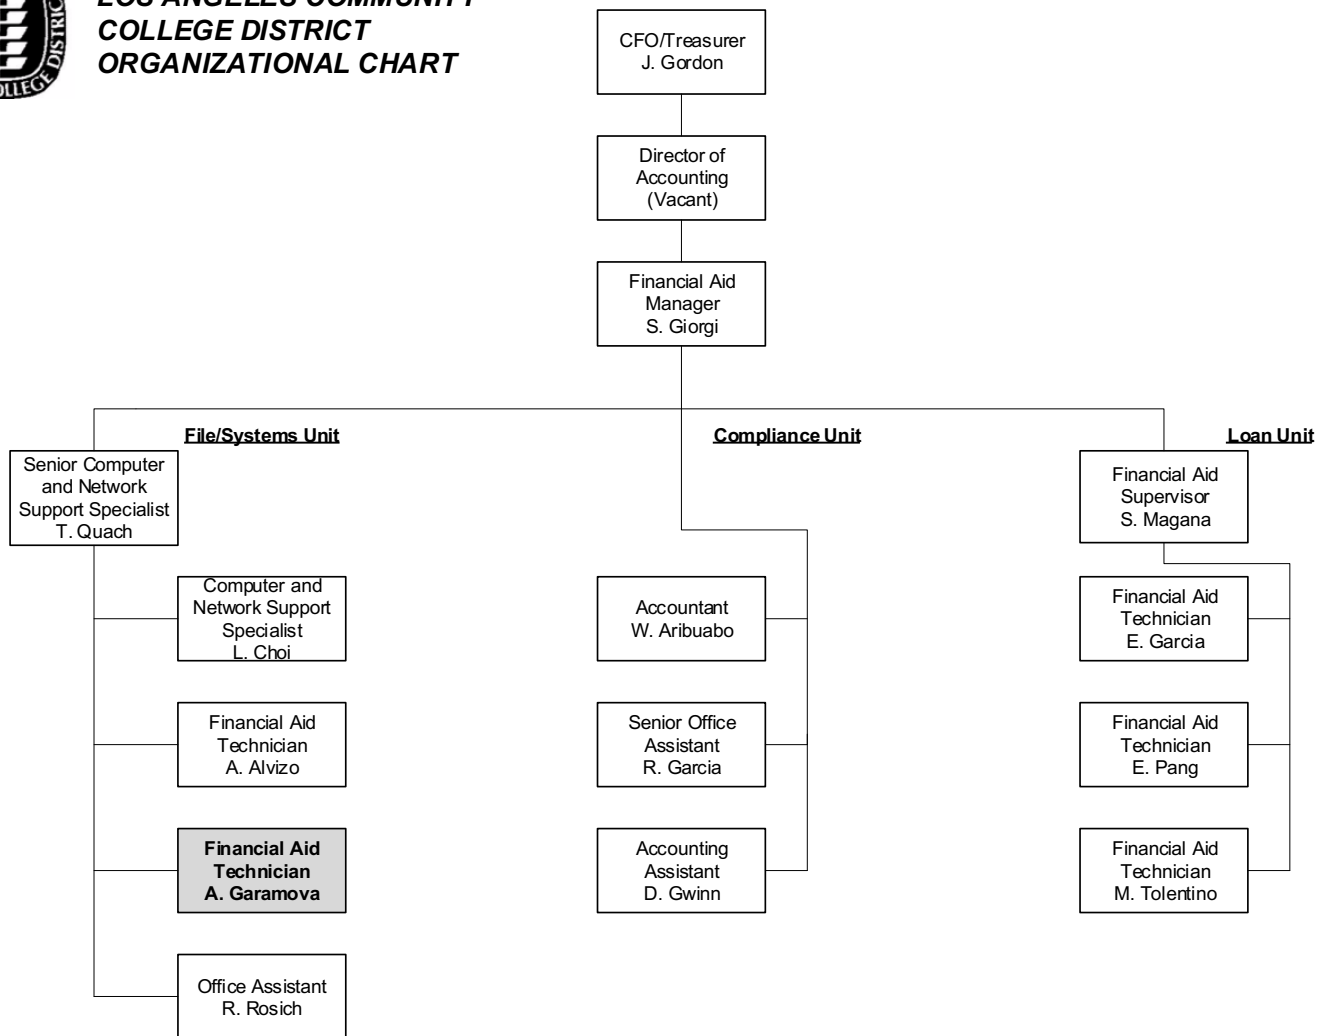 LOS ANGELES COMMUNITY
COLLEGE DISTRICT
ORGANIZATIONAL CHART
COLLEGE DISTRIC
CFO/Treasurer
J. Gordon
Director of
Accounting
(Vacant)
Financial Aid
Manager
S. Giorgi
File/Systems Unit
Senior Computer
and Network
Support Specialist
T. Quach
Computer and
Network Support
Specialist
L. Choi
Financial Aid
Technician
A. Alvizo
Financial Aid
Technician
A. Garamova
Office Assistant
R. Rosich
Compliance Unit
Accountant
W. Aribuabo
Senior Office
Assistant
R. Garcia
Accounting
Assistant
D. Gwinn
Loan Unit
Financial Aid
Supervisor
S. Magana
Financial Aid
Technician
E. Garcia
Financial Aid
Technician
E. Pang
Financial Aid
Technician
M. Tolentino